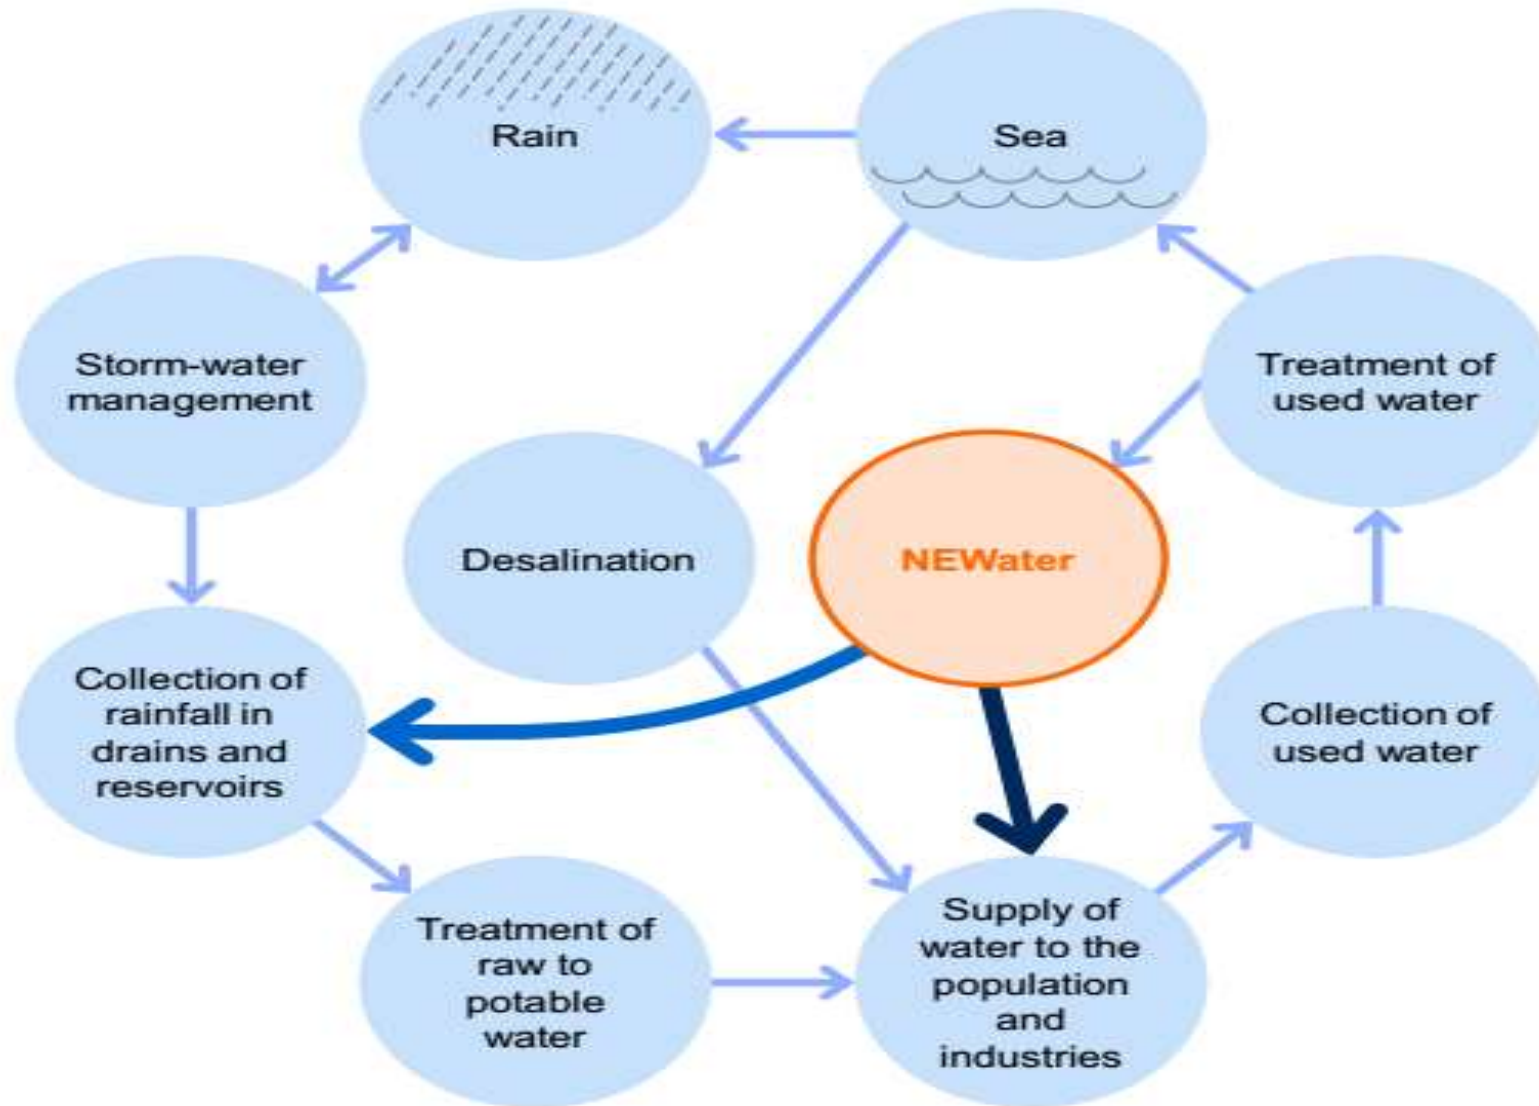 Rain
Sea
Storm-water
management
Treatment of
used water
Desalination
NEWater
Collection of
rainfall in
drains and
reservoirs
Collection of
used water
Treatment of
raw to
potable
water
Supply of
water to the
population
and
industries